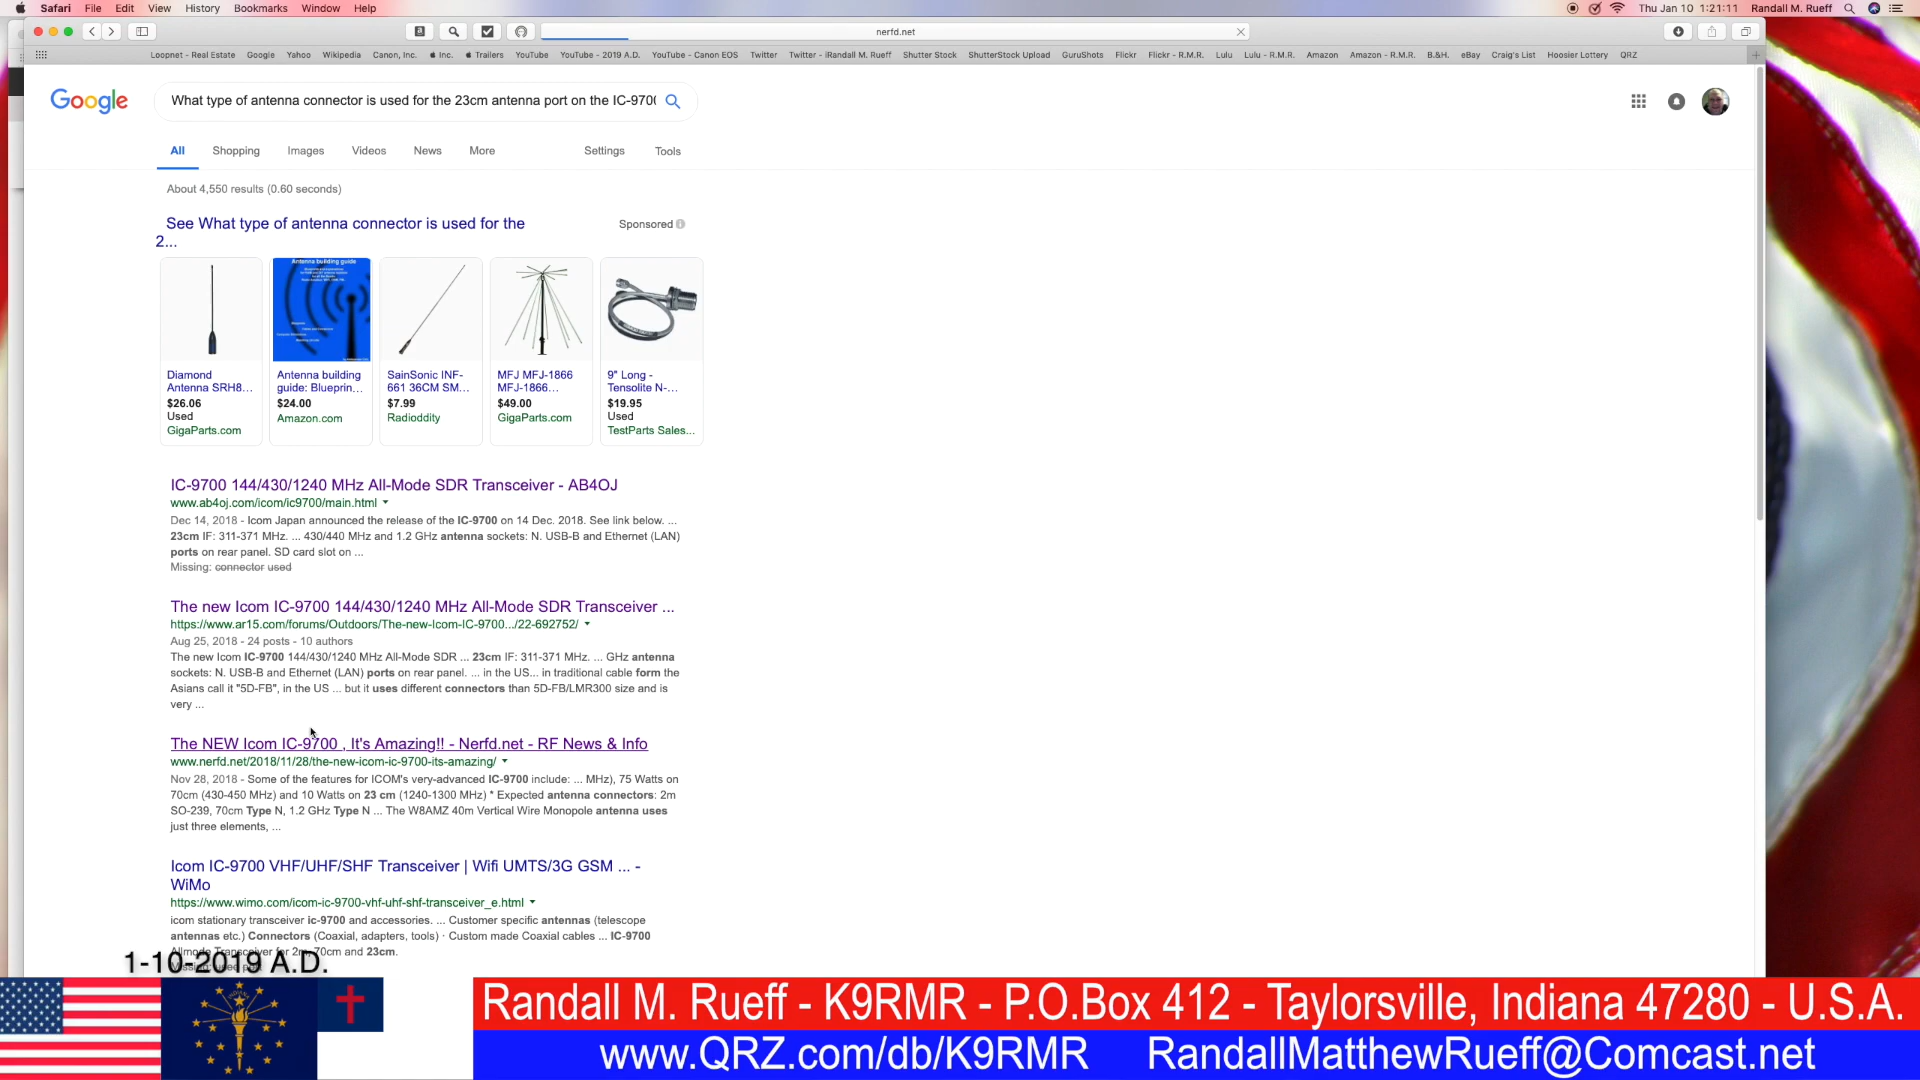 Safari File Edit View History Bookmarks Window Help Thu Jan 10 1:21:11 Randall M. Rueff
nerfd.net
Loopnet - Real Estate Google Yahoo Wikipedia Canon, Inc. Inc. Trailers YouTube YouTube - 2019 A.D. YouTube - Canon EOS Twitter Twitter - iRandall M. Rueff Shutter Stock ShutterStock Upload GuruShots Flickr Flickr - R.M.R. Lulu Lulu - R.M.R. Amazon Amazon - R.M.R. B.&H. eBay Craig's List Hoosier Lottery QRZ
Google What type of antenna connector is used for the 23cm antenna port on the IC-970
All Shopping Images Videos News More Settings Tools
About 4,550 results (0.60 seconds)
See What type of antenna connector is used for the Sponsored
2...
Antenna building guide
Diamond Antenna building SainSonic INF- MFJ MFJ-1866 9" Long -
Antenna SRH8... guide: Blueprin... 661 36CM SM... MFJ-1866... Tensolite N-...
$26.06 $24.00 $7.99 $49.00 $19.95
Used Amazon.com Radioddity GigaParts.com Used
GigaParts.com TestParts Sales...
IC-9700 144/430/1240 MHz All-Mode SDR Transceiver - AB4OJ
www.ab4oj.com/icom/ic9700/main.html
Dec 14, 2018 - Icom Japan announced the release of the IC-9700 on 14 Dec. 2018. See link below. ...
23cm IF: 311-371 MHz. ... 430/440 MHz and 1.2 GHz antenna sockets: N. USB-B and Ethernet (LAN)
ports on rear panel. SD card slot on ...
Missing: connector used
The new Icom IC-9700 144/430/1240 MHz All-Mode SDR Transceiver ...
https://www.ar15.com/forums/Outdoors/The-new-Icom-IC-9700.../22-692752/
Aug 25, 2018 - 24 posts - 10 authors
The new Icom IC-9700 144/430/1240 MHz All-Mode SDR ... 23cm IF: 311-371 MHz. ... GHz antenna
sockets: N. USB-B and Ethernet (LAN) ports on rear panel. ... in the US... in traditional cable form the
Asians call it "5D-FB", in the US ... but it uses different connectors than 5D-FB/LMR300 size and is
very ...
The NEW Icom IC-9700 , It's Amazing!! - Nerfd.net - RF News & Info
www.nerfd.net/2018/11/28/the-new-icom-ic-9700-its-amazing/
Nov 28, 2018 - Some of the features for ICOM's very-advanced IC-9700 include: ... MHz), 75 Watts on
70cm (430-450 MHz) and 10 Watts on 23 cm (1240-1300 MHz) * Expected antenna connectors: 2m
SO-239, 70cm Type N, 1.2 GHz Type N ... The W8AMZ 40m Vertical Wire Monopole antenna uses
just three elements, ...
Icom IC-9700 VHF/UHF/SHF Transceiver | Wifi UMTS/3G GSM ... -
WiMo
https://www.wimo.com/icom-ic-9700-vhf-uhf-shf-transceiver_e.html
icom stationary transceiver ic-9700 and accessories. ... Customer specific antennas (telescope
antennas etc.) Connectors (Coaxial, adapters, tools) · Custom made Coaxial cables ... IC-9700
Allmode Transceiver for 2m, 70cm and 23cm.
1-10-2019 A.D.
INDIANA
Randall M. Rueff - K9RMR - P.O.Box 412 - Taylorsville, Indiana 47280 - U.S.A.
www.QRZ.com/db/K9RMR RandallMatthewRueff@Comcast.net